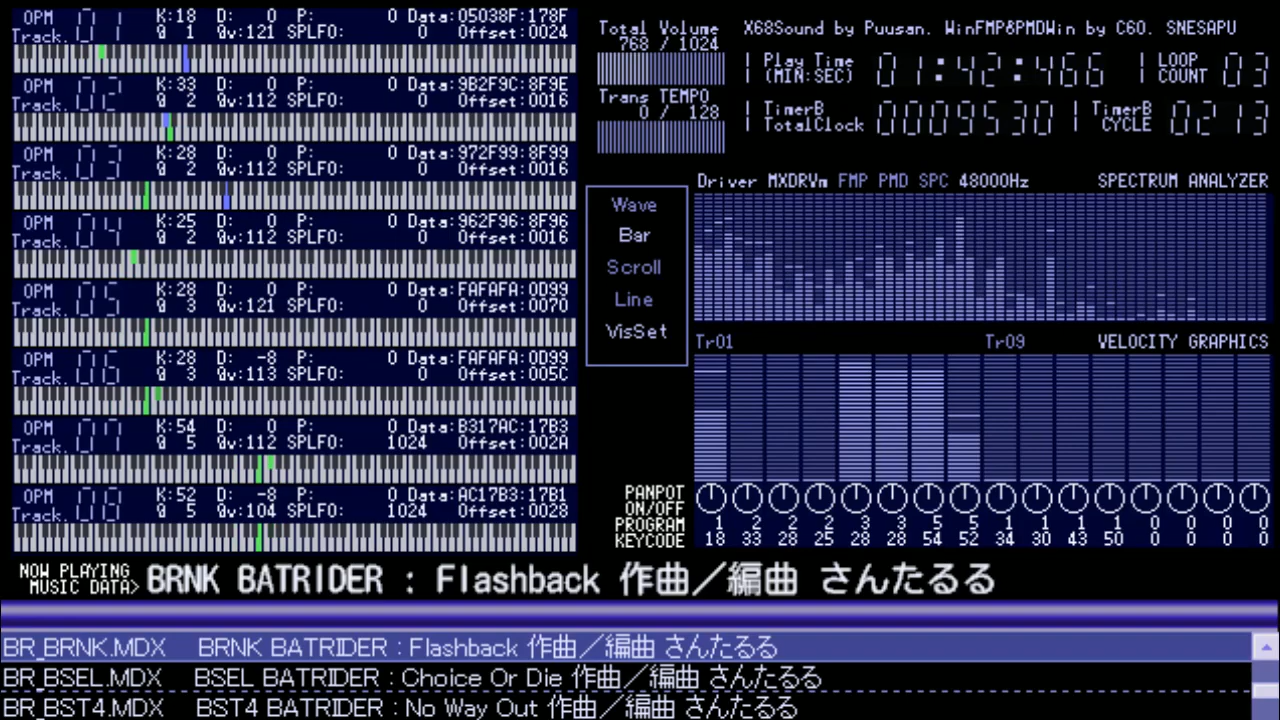 OPM Track. 01 K:18 D: 0 P: 0 Data:05038F:178F
@ 1 @v:121 SPLFO: 0 Offset:0024
OPM Track. 02 K:33 D: 0 P: 0 Data:9B2F9C:8F9E
@ 2 @v:112 SPLFO: 0 Offset:0016
OPM Track. 03 K:28 D: 0 P: 0 Data:972F99:8F99
@ 2 @v:112 SPLFO: 0 Offset:0016
OPM Track. 04 K:25 D: 0 P: 0 Data:962F96:8F96
@ 2 @v:112 SPLFO: 0 Offset:0016
OPM Track. 05 K:28 D: 0 P: 0 Data:FAFAFA:0D99
@ 3 @v:121 SPLFO: 0 Offset:0070
OPM Track. 06 K:28 D: -8 P: 0 Data:FAFAFA:0D99
@ 3 @v:113 SPLFO: 0 Offset:005C
OPM Track. 07 K:54 D: 0 P: 0 Data:B317AC:17B3
@ 5 @v:112 SPLFO: 1024 Offset:002A
OPM Track. 08 K:52 D: -8 P: 0 Data:AC17B3:17B1
@ 5 @v:104 SPLFO: 1024 Offset:0028
Total Volume
768 / 1024
Trans TEMPO
0 / 128
X68Sound by Puusan. WinFMP&PMDWin by C60. SNESAPU
Play Time (MIN:SEC) 01:42:466 LOOP COUNT 03
TimerB TotalClock 0009530 TimerB CYCLE 0213
Wave
Bar
Scroll
Line
VisSet
Driver MXDRVm FMP PMD SPC 48000Hz SPECTRUM ANALYZER
Tr01 Tr09 VELOCITY GRAPHICS
PANPOT
ON/OFF
PROGRAM 1 2 2 2 3 3 5 5 1 1 1 1 0 0 0 0
KEYCODE 18 33 28 25 28 28 54 52 34 30 43 50 0 0 0 0
NOW PLAYING MUSIC DATA> BRNK BATRIDER : Flashback 作曲／編曲 さんたるる
BR_BRNK.MDX BRNK BATRIDER : Flashback 作曲／編曲 さんたるる
BR_BSEL.MDX BSEL BATRIDER : Choice Or Die 作曲／編曲 さんたるる
BR_BST4.MDX BST4 BATRIDER : No Way Out 作曲／編曲 さんたるる